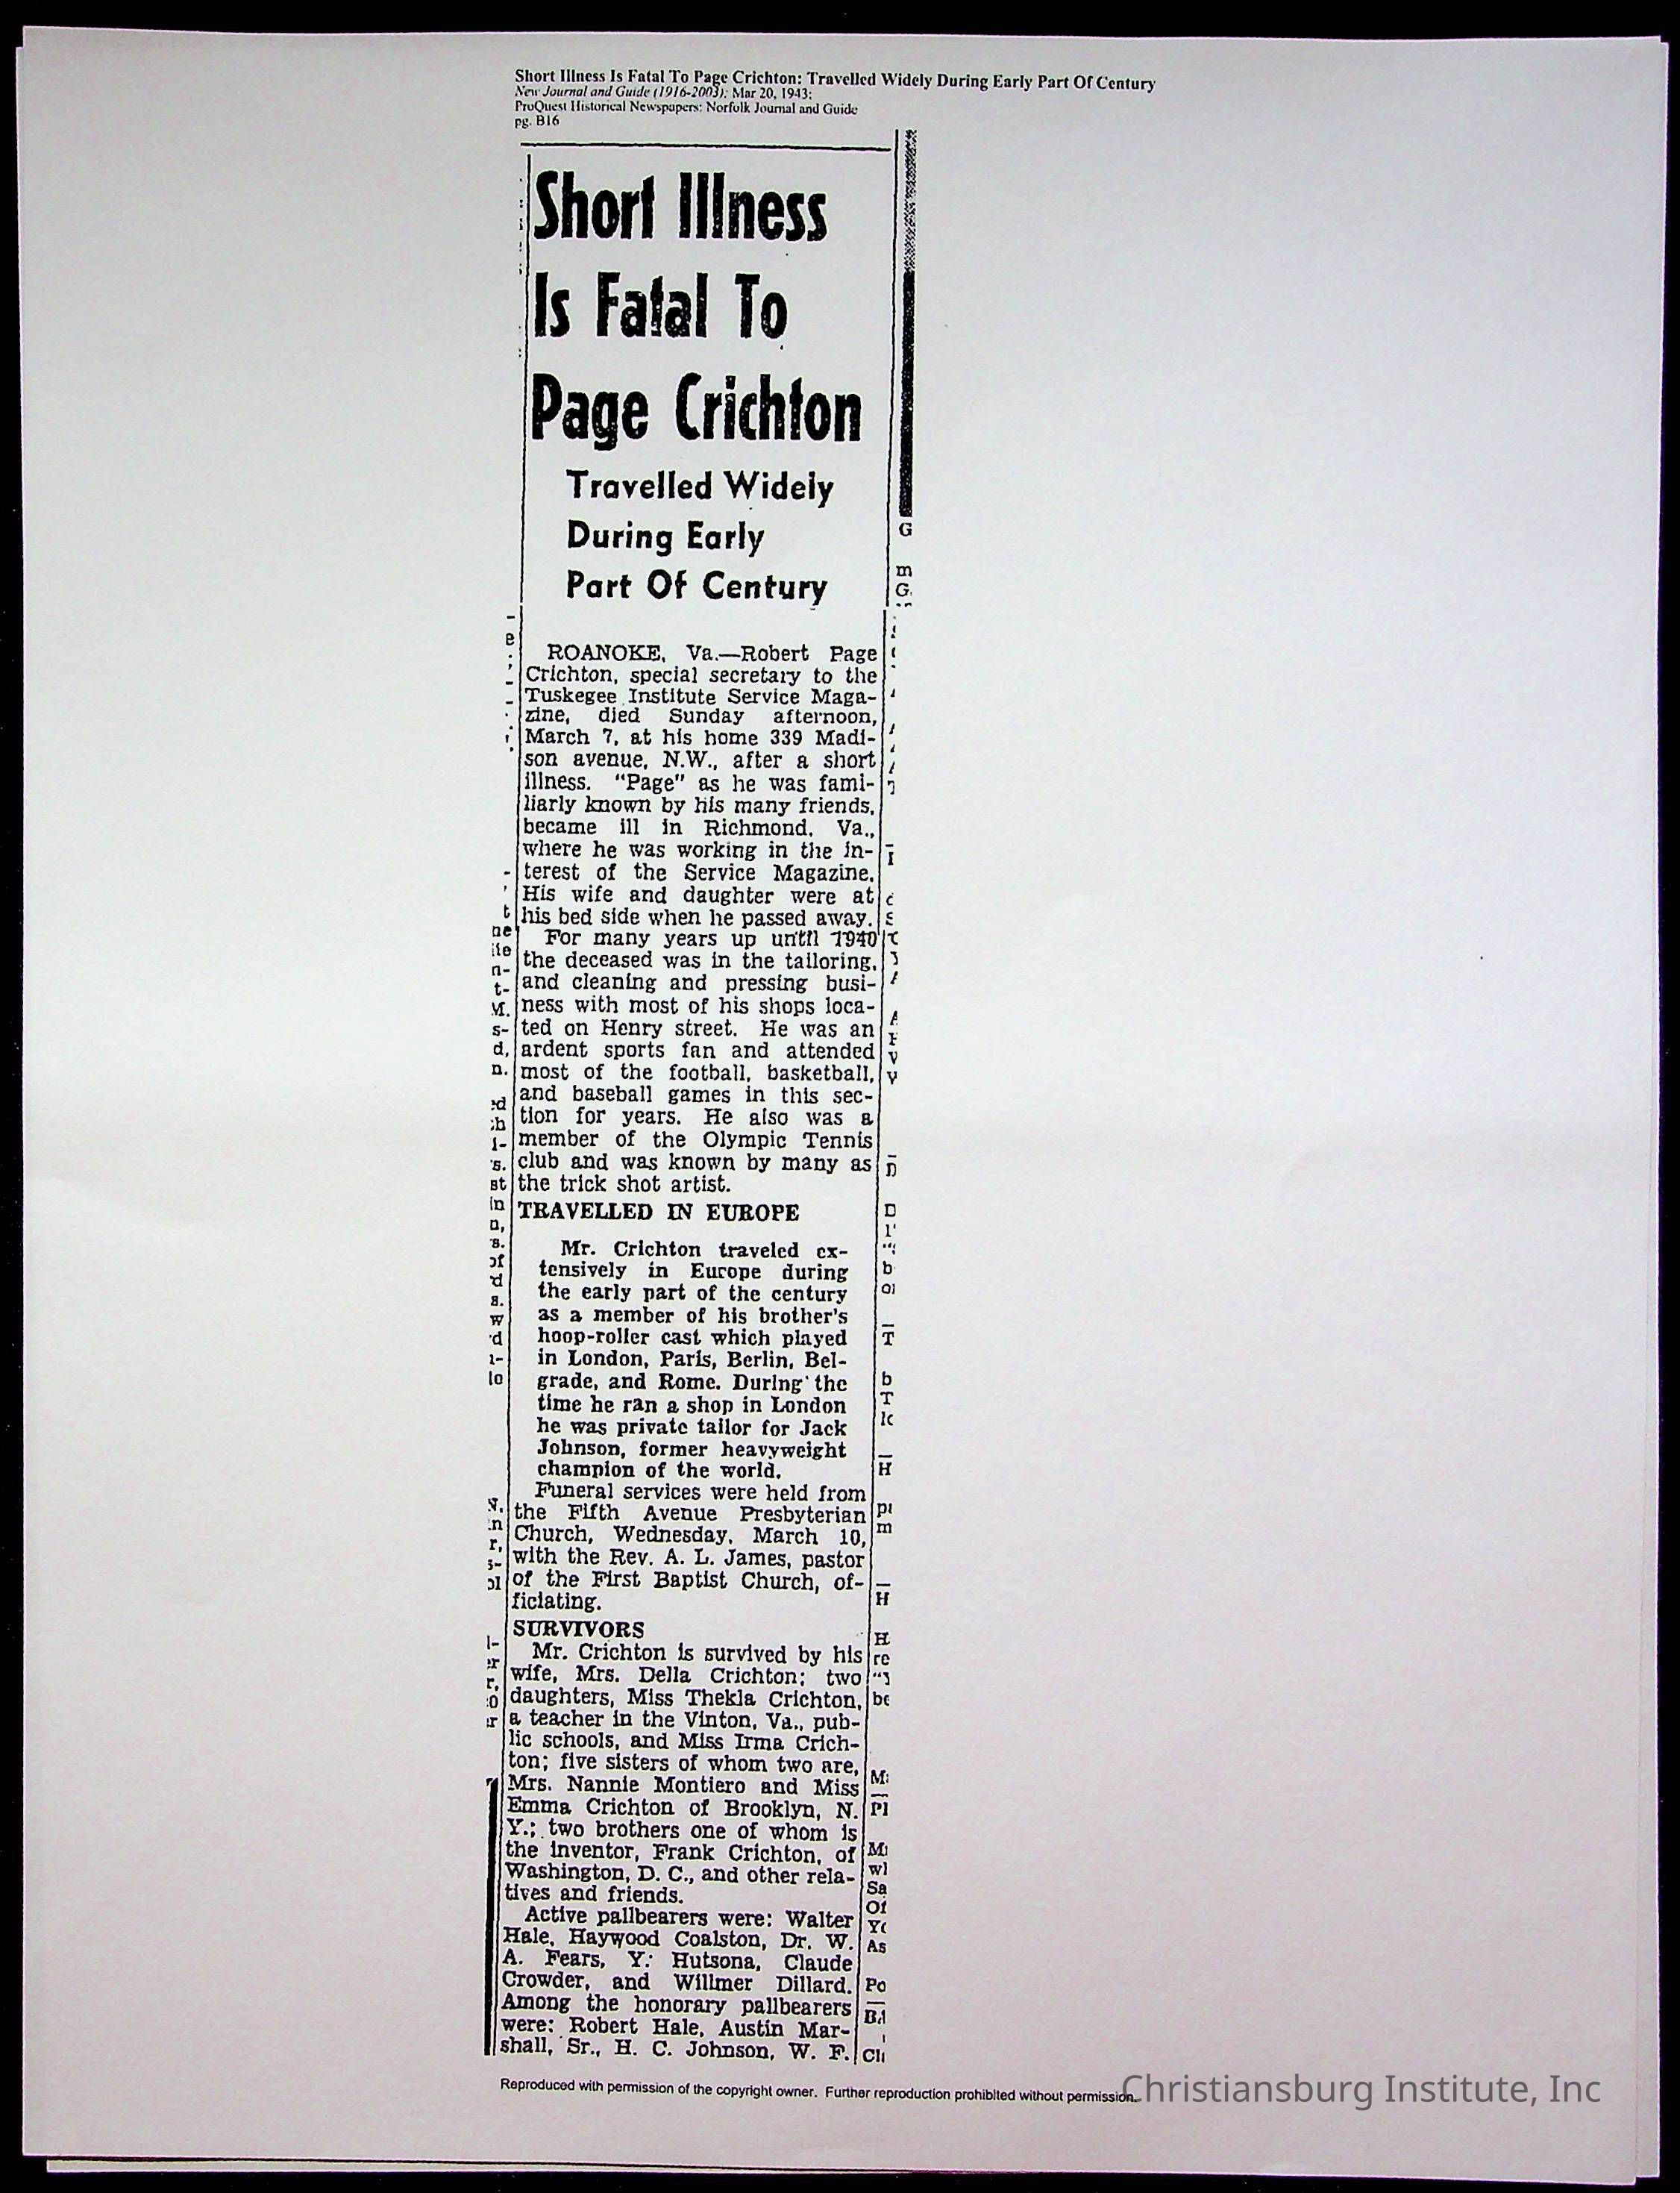 Short Illness Is Fatal To Page Crichton: Travelled Widely During Early Part Of Century
New Journal and Guide (1916-2003); Mar 20, 1943;
ProQuest Historical Newspapers: Norfolk Journal and Guide
pg. B16
Short Illness
Is Fatal To
Page Crichton
Travelled Widely
During Early
Part Of Century
ROANOKE, Va.—Robert Page
Crichton, special secretary to the
Tuskegee Institute Service Maga-
zine, died Sunday afternoon,
March 7, at his home 339 Madi-
son avenue, N.W., after a short
illness. "Page" as he was fami-
liarly known by his many friends,
became ill in Richmond, Va.,
where he was working in the in-
terest of the Service Magazine.
His wife and daughter were at
his bed side when he passed away.
For many years up until 1940
the deceased was in the tailoring,
and cleaning and pressing busi-
ness with most of his shops loca-
ted on Henry street. He was an
ardent sports fan and attended
most of the football, basketball,
and baseball games in this sec-
tion for years. He also was a
member of the Olympic Tennis
club and was known by many as
the trick shot artist.
TRAVELLED IN EUROPE
Mr. Crichton traveled ex-
tensively in Europe during
the early part of the century
as a member of his brother's
hoop-roller cast which played
in London, Paris, Berlin, Bel-
grade, and Rome. During the
time he ran a shop in London
he was private tailor for Jack
Johnson, former heavyweight
champion of the world.
Funeral services were held from
the Fifth Avenue Presbyterian
Church, Wednesday, March 10,
with the Rev. A. L. James, pastor
of the First Baptist Church, of-
ficiating.
SURVIVORS
Mr. Crichton is survived by his
wife, Mrs. Della Crichton; two
daughters, Miss Thekla Crichton,
a teacher in the Vinton, Va., pub-
lic schools, and Miss Irma Crich-
ton; five sisters of whom two are,
Mrs. Nannie Montiero and Miss
Emma Crichton of Brooklyn, N.
Y.; two brothers one of whom is
the inventor, Frank Crichton, of
Washington, D. C., and other rela-
tives and friends.
Active pallbearers were: Walter
Hale, Haywood Coalston, Dr. W.
A. Fears, Y. Hutsona, Claude
Crowder, and Willmer Dillard.
Among the honorary pallbearers
were: Robert Hale, Austin Mar-
shall, Sr., H. C. Johnson, W. F.
Reproduced with permission of the copyright owner. Further reproduction prohibited without permission.
Christiansburg Institute, Inc